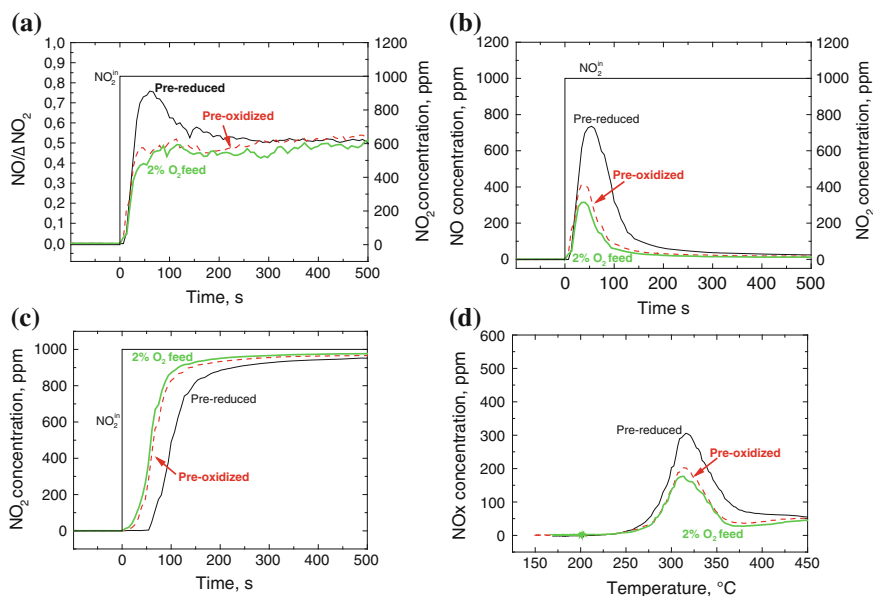 (a)
NO/Δ NO2
1,0
0,9
0,8
0,7
0,6
0,5
0,4
0,3
0,2
0,1
0,0
NO2in
Pre-reduced
Pre-oxidized
2% O2 feed
1200
1000
800
600
400
200
0
NO2 concentration, ppm
0 100 200 300 400 500
Time, s
(b)
NO concentration, ppm
1200
1000
800
600
400
200
0
NO2in
Pre-reduced
Pre-oxidized
2% O2 feed
1200
1000
800
600
400
200
0
NO2 concentration, ppm
0 100 200 300 400 500
Time s
(c)
NO2 concentration, ppm
1000
800
600
400
200
0
2% O2 feed
NO2in
Pre-reduced
Pre-oxidized
0 100 200 300 400 500
Time, s
(d)
NOx concentration, ppm
600
500
400
300
200
100
0
Pre-reduced
Pre-oxidized
2% O2 feed
150 200 250 300 350 400 450
Temperature, °C